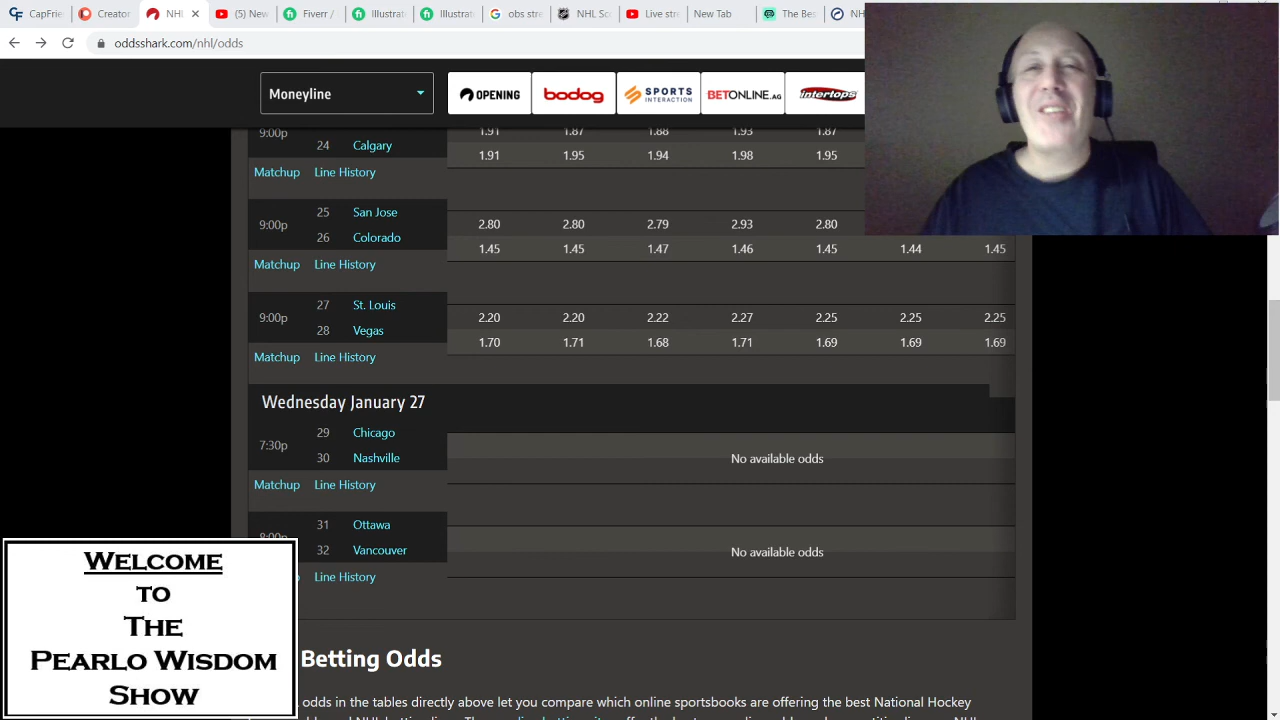 CapFrie
Creator
NHL
(5) New
Fiverr /
Illustrat
Illustrat
obs stre
NHL Sc
Live stre
New Tab
The Bes
NH
oddsshark.com/nhl/odds
Moneyline
OPENING
bodog
SPORTS INTERACTION
BETONLINE.AG
intertops
9:00p
1.91 1.87 1.88 1.93 1.87
24 Calgary 1.91 1.95 1.94 1.98 1.95
Matchup Line History
9:00p
25 San Jose 2.80 2.80 2.79 2.93 2.80
26 Colorado 1.45 1.45 1.47 1.46 1.45 1.44 1.45
Matchup Line History
9:00p
27 St. Louis 2.20 2.20 2.22 2.27 2.25 2.25 2.25
28 Vegas 1.70 1.71 1.68 1.71 1.69 1.69 1.69
Matchup Line History
Wednesday January 27
7:30p
29 Chicago
30 Nashville
No available odds
Matchup Line History
8:00p
31 Ottawa
32 Vancouver
No available odds
Line History
WELCOME
TO
THE
PEARLO WISDOM
SHOW
Betting Odds
odds in the tables directly above let you compare which online sportsbooks are offering the best National Hockey